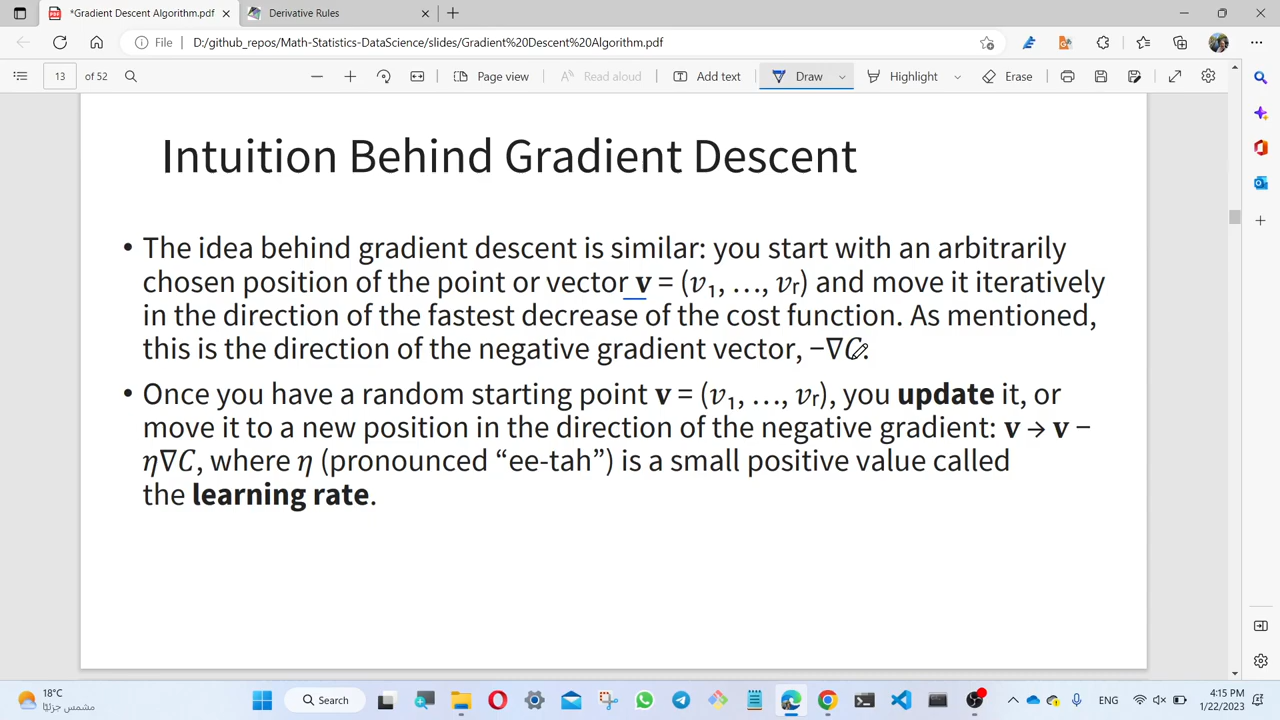 *Gradient Descent Algorithm.pdf
Derivative Rules
File
D:/github_repos/Math-Statistics-DataScience/slides/Gradient%20Descent%20Algorithm.pdf
13 of 52
Page view
Read aloud
Add text
Draw
Highlight
Erase
Intuition Behind Gradient Descent
• The idea behind gradient descent is similar: you start with an arbitrarily
chosen position of the point or vector v = (𝑣₁, …, 𝑣ᵣ) and move it iteratively
in the direction of the fastest decrease of the cost function. As mentioned,
this is the direction of the negative gradient vector, −∇𝐶.
• Once you have a random starting point v = (𝑣₁, …, 𝑣ᵣ), you update it, or
move it to a new position in the direction of the negative gradient: v → v −
𝜂∇𝐶, where 𝜂 (pronounced “ee-tah”) is a small positive value called
the learning rate.
18°C
مشمس جزئيًا
Search
ENG
4:15 PM
1/22/2023